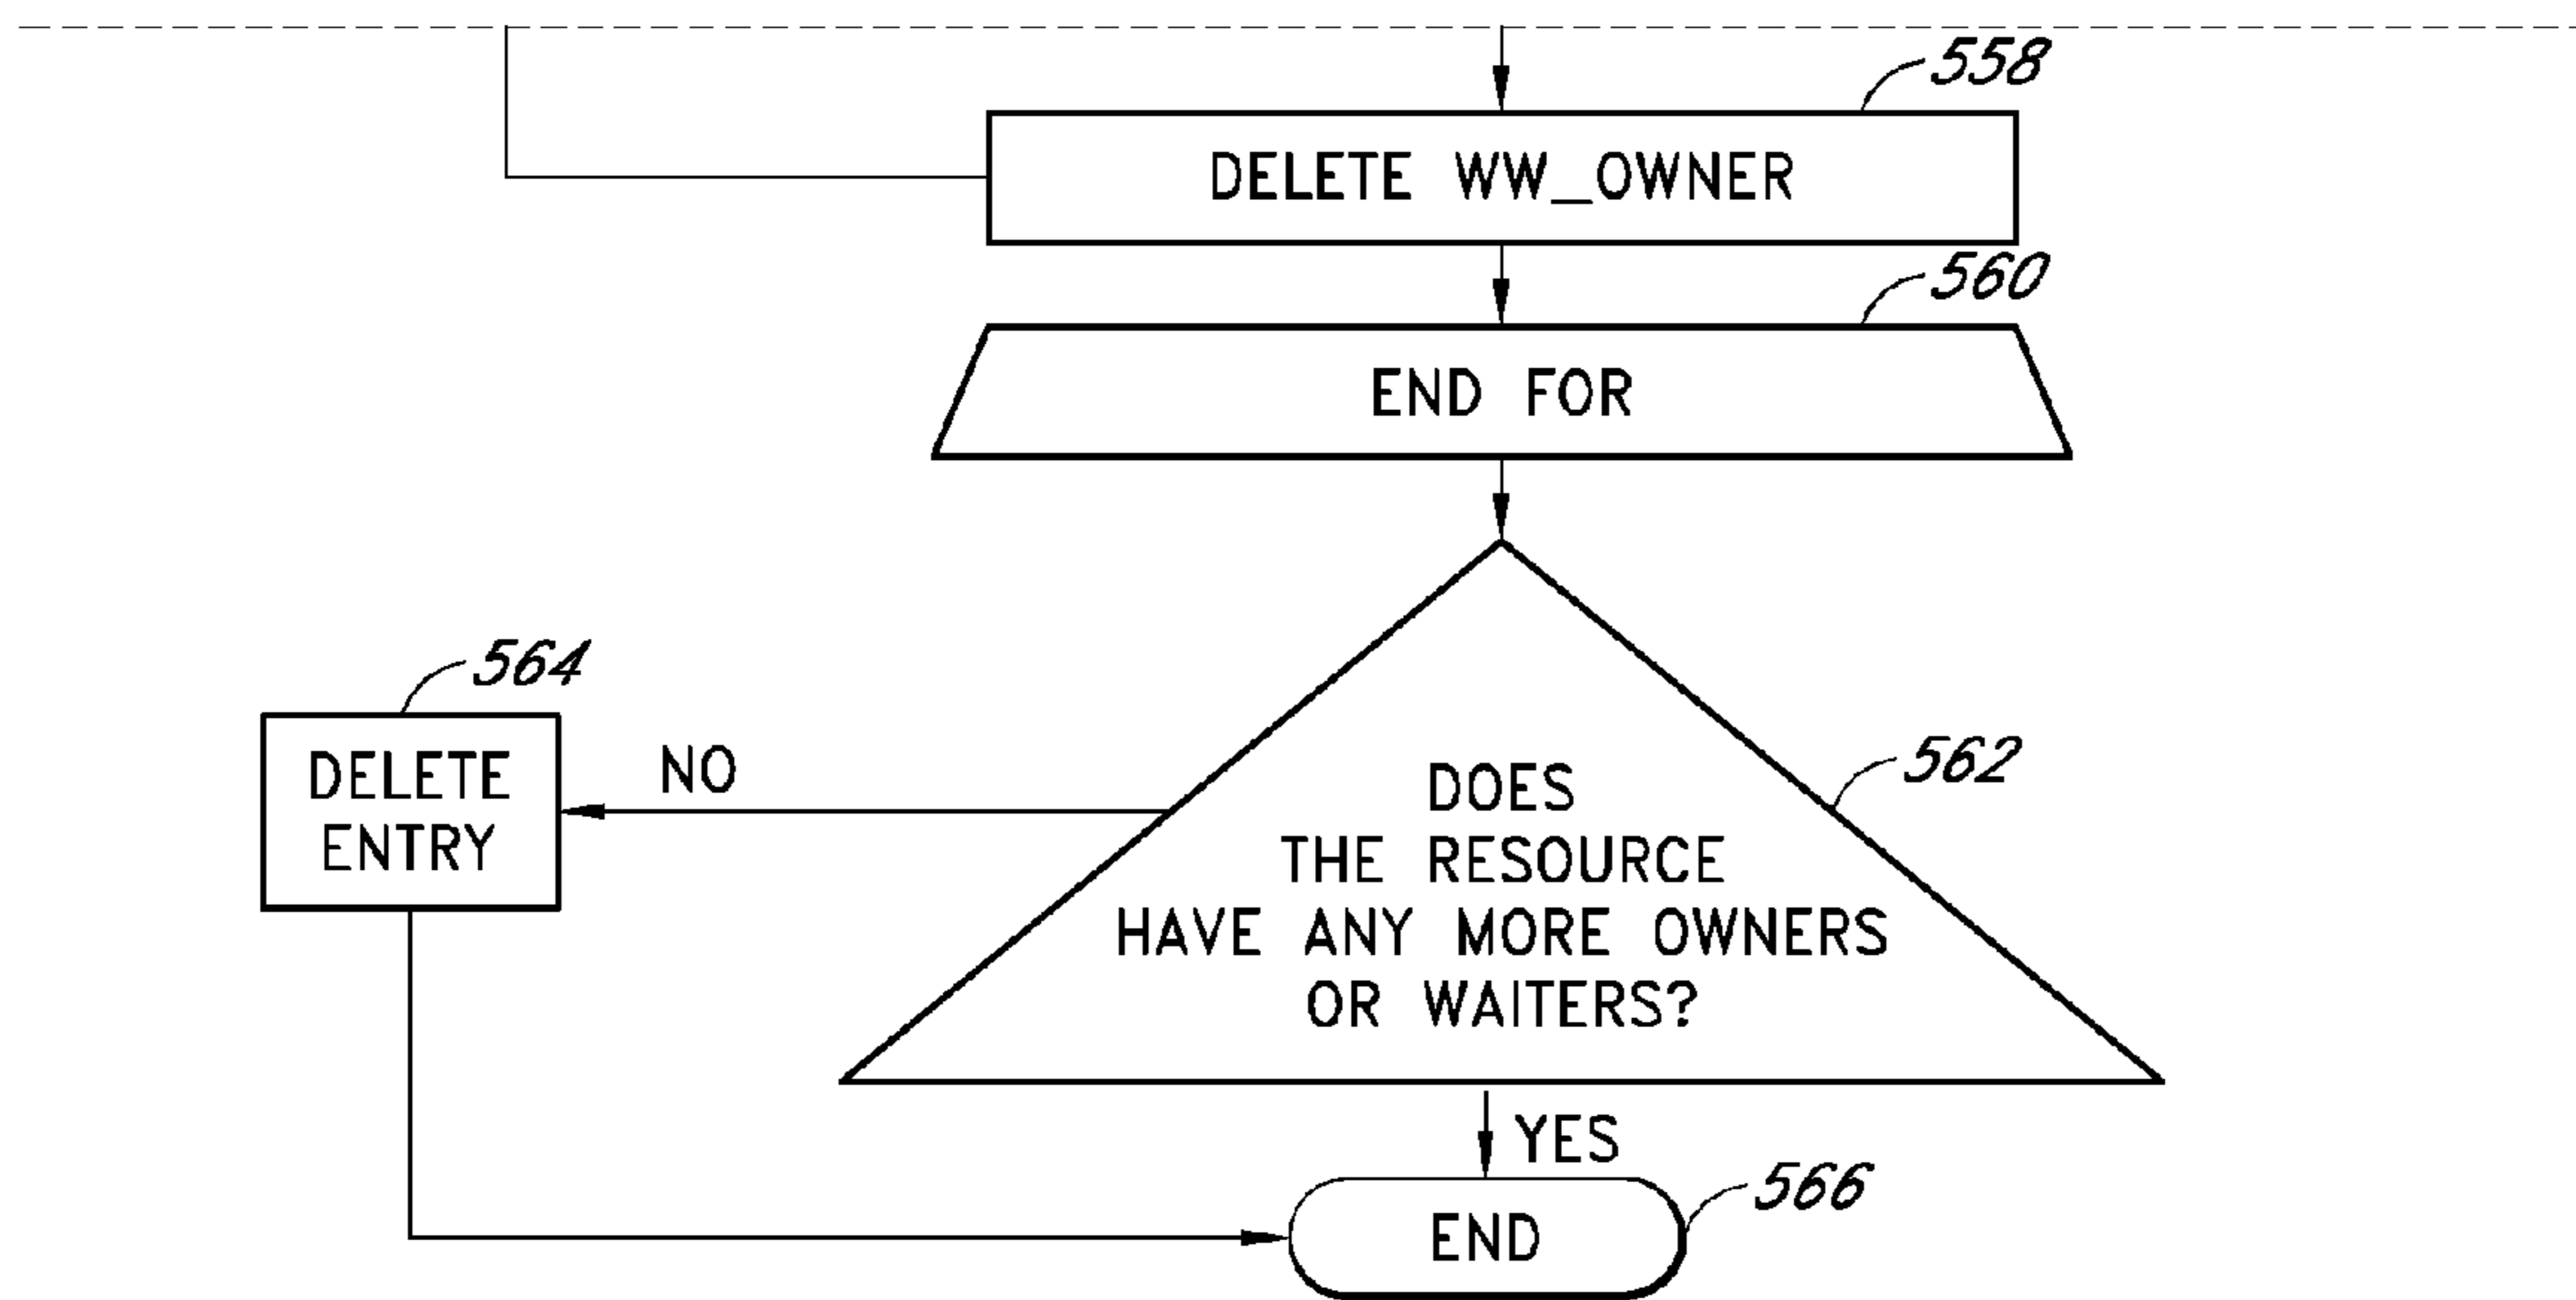 558
DELETE WW_OWNER
560
END FOR
564
DELETE
ENTRY
NO
562
DOES
THE RESOURCE
HAVE ANY MORE OWNERS
OR WAITERS?
YES
566
END